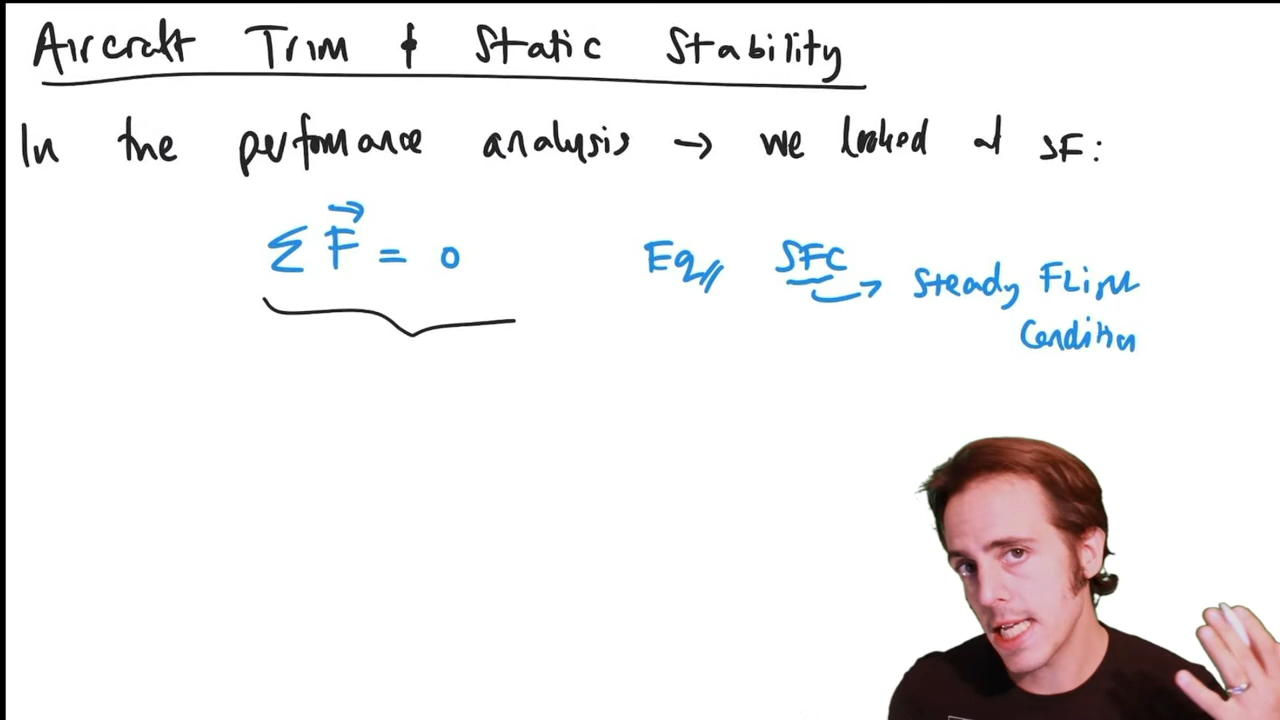 Aircraft Trim & Static Stability
In the performance analysis → we looked at SF:
Σ F⃗ = 0
Eq// SFC → Steady Flight
Condition